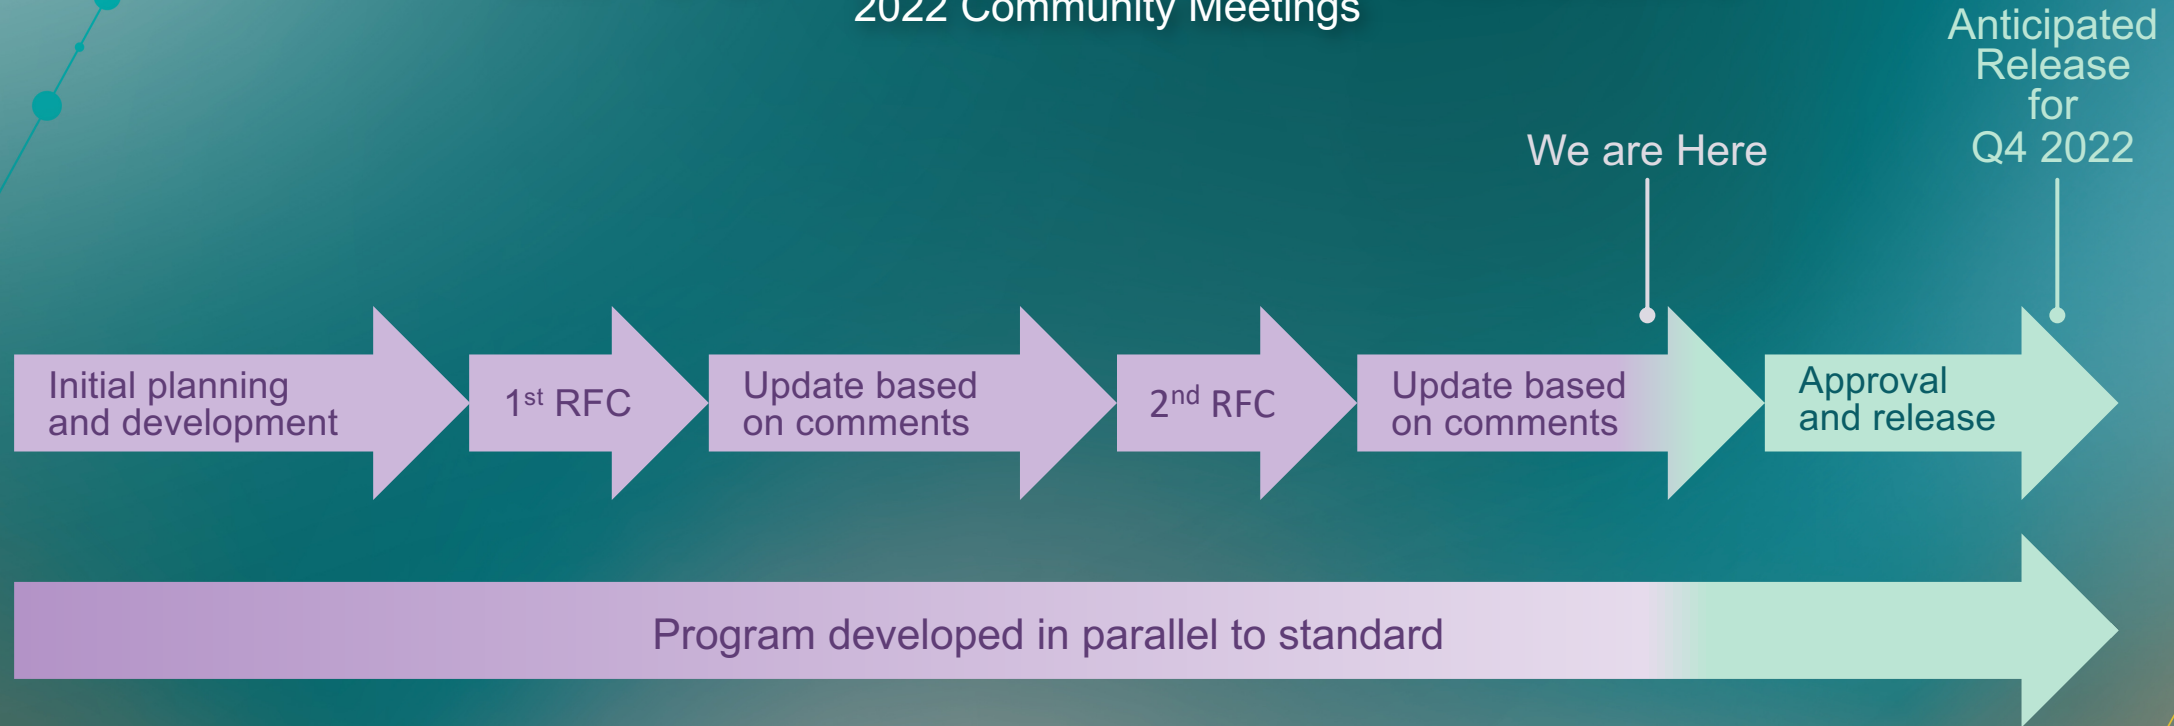 2022 Community Meetings
Anticipated
Release
for
Q4 2022
We are Here
Initial planning
and development
1st RFC
Update based
on comments
2nd RFC
Update based
on comments
Approval
and release
Program developed in parallel to standard